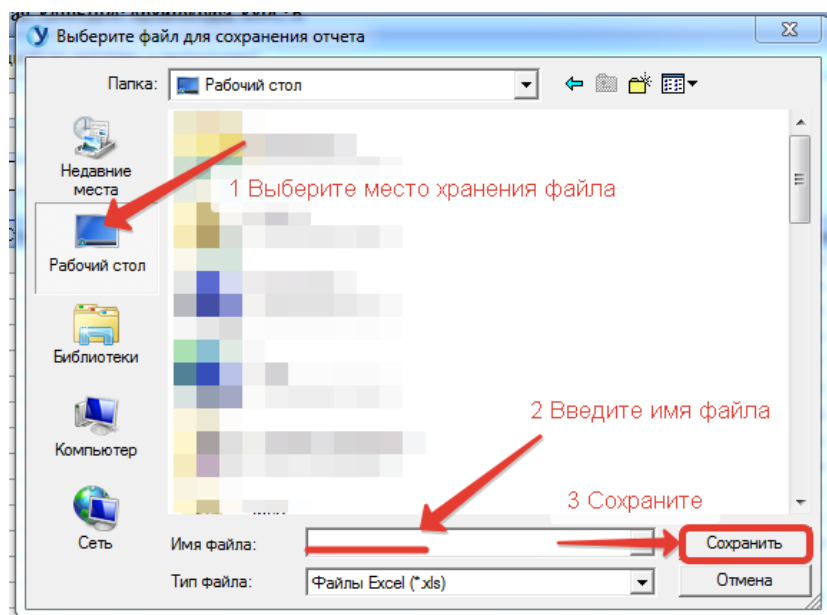 Выберите файл для сохранения отчета
Папка:
Рабочий стол
Недавние
места
1 Выберите место хранения файла
Рабочий стол
Библиотеки
2 Введите имя файла
Компьютер
3 Сохраните
Сеть
Имя файла:
Сохранить
Тип файла:
Файлы Excel (*.xls)
Отмена